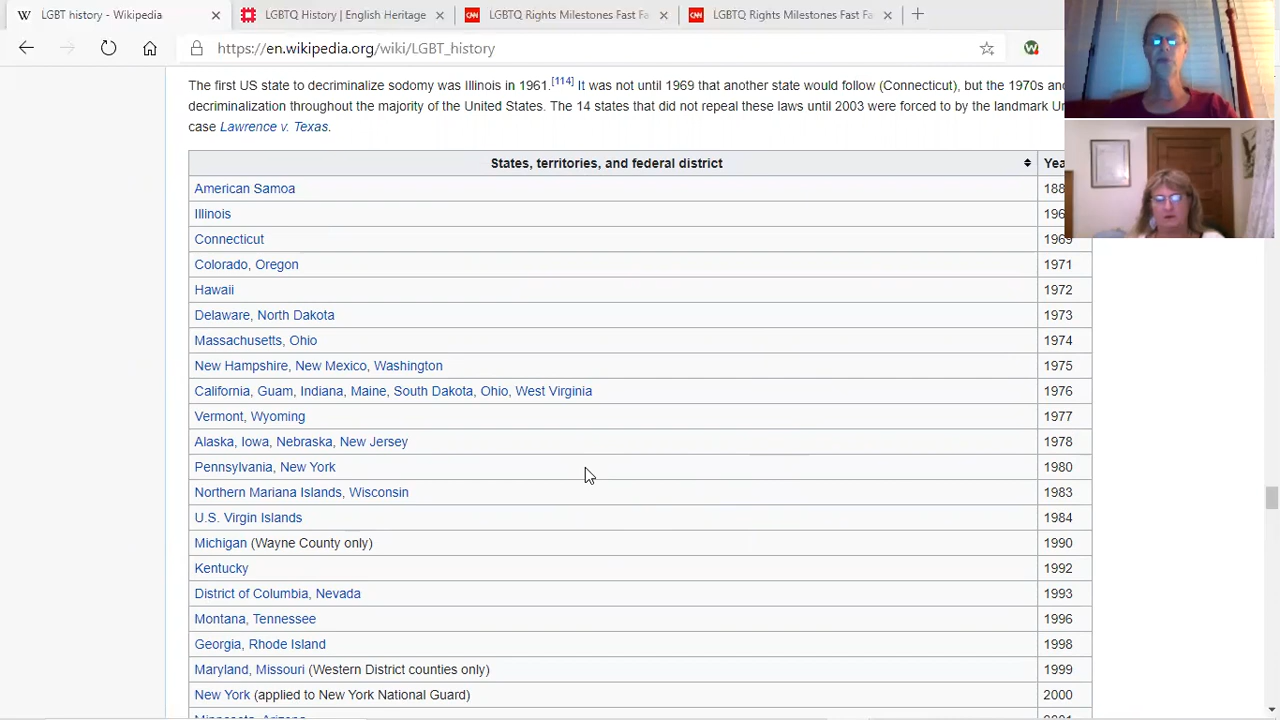 LGBT history - Wikipedia
LGBTQ History | English Heritage
LGBTQ Rights Milestones Fast Fa
LGBTQ Rights Milestones Fast Fa
https://en.wikipedia.org/wiki/LGBT_history
The first US state to decriminalize sodomy was Illinois in 1961.[114] It was not until 1969 that another state would follow (Connecticut), but the 1970s and
decriminalization throughout the majority of the United States. The 14 states that did not repeal these laws until 2003 were forced to by the landmark Un
case Lawrence v. Texas.
States, territories, and federal district Yea
American Samoa 188
Illinois 196
Connecticut 1969
Colorado, Oregon 1971
Hawaii 1972
Delaware, North Dakota 1973
Massachusetts, Ohio 1974
New Hampshire, New Mexico, Washington 1975
California, Guam, Indiana, Maine, South Dakota, Ohio, West Virginia 1976
Vermont, Wyoming 1977
Alaska, Iowa, Nebraska, New Jersey 1978
Pennsylvania, New York 1980
Northern Mariana Islands, Wisconsin 1983
U.S. Virgin Islands 1984
Michigan (Wayne County only) 1990
Kentucky 1992
District of Columbia, Nevada 1993
Montana, Tennessee 1996
Georgia, Rhode Island 1998
Maryland, Missouri (Western District counties only) 1999
New York (applied to New York National Guard) 2000
Minnesota, Arizona 2001